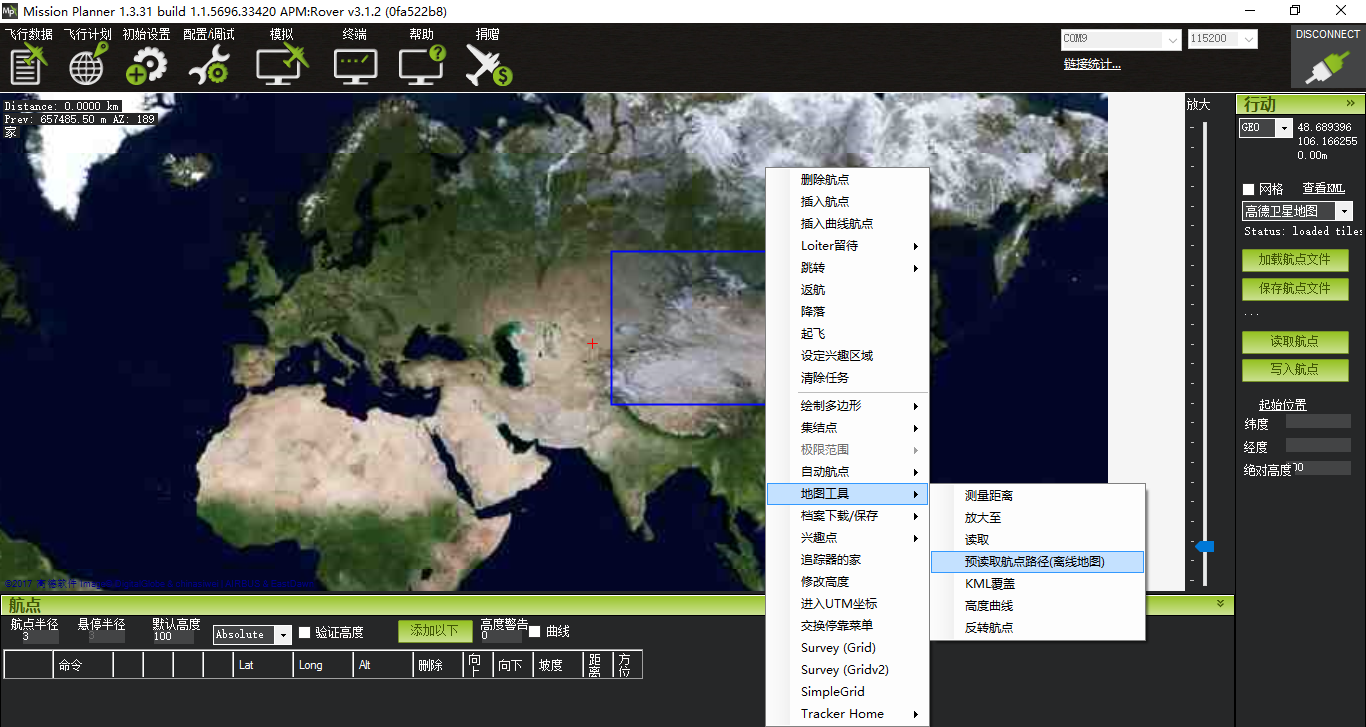 Mission Planner 1.3.31 build 1.1.5696.33420 APM:Rover v3.1.2 (0fa522b8)
飞行数据 飞行计划 初始设置 配置/调试 模拟 终端 帮助 捐赠
COM9 115200 DISCONNECT
链接统计...
Distance: 0.0000 km
Prev: 657485.50 m AZ: 189
家
放大
行动 »
GEO 48.689396
106.166255
0.00m
网格 查看KML
高德卫星地图
Status: loaded tiles
加载航点文件
保存航点文件
...
读取航点
写入航点
起始位置
纬度
经度
绝对高度
删除航点
插入航点
插入曲线航点
Loiter留待
跳转
返航
降落
起飞
设定兴趣区域
清除任务
绘制多边形
集结点
极限范围
自动航点
地图工具
档案下载/保存
兴趣点
追踪器的家
修改高度
进入UTM坐标
交换停靠菜单
Survey (Grid)
Survey (Gridv2)
SimpleGrid
Tracker Home
测量距离
放大至
读取
预读取航点路径(离线地图)
KML覆盖
高度曲线
反转航点
©2017 高德软件
航点
航点半径 悬停半径 默认高度 高度警告
3 3 100 Absolute 验证高度 添加以下 0 曲线
命令 Lat Long Alt 删除 向上 向下 坡度 距离 方位